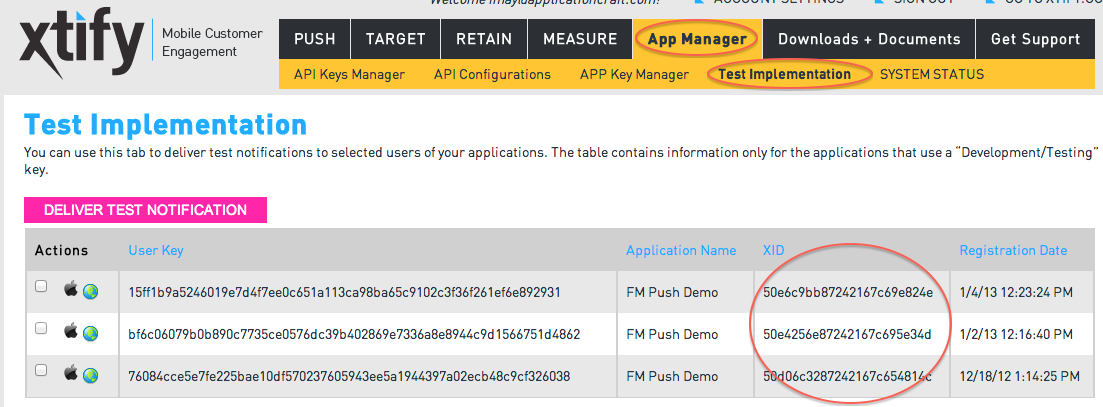 Welcome
ACCOUNT SETTINGS
SIGN OUT
GO TO XTIFY.CO
xtify
Mobile Customer
Engagement
PUSH TARGET RETAIN MEASURE App Manager Downloads + Documents Get Support
API Keys Manager API Configurations APP Key Manager Test Implementation SYSTEM STATUS
Test Implementation
You can use this tab to deliver test notifications to selected users of your applications. The table contains information only for the applications that use a “Development/Testing”
key.
DELIVER TEST NOTIFICATION
Actions User Key Application Name XID Registration Date
15ff1b9a5246019e7d4f7ee0c651a113ca98ba65c9102c3f36f261ef6e892931 FM Push Demo 50e6c9bb87242167c69e824e 1/4/13 12:23:24 PM
bf6c06079b0b890c7735ce0576dc39b402869e7336a8e8944c9d1566751d4862 FM Push Demo 50e4256e87242167c695e34d 1/2/13 12:16:40 PM
76084cce5e7fe225bae10df570237605943ee5a1944397a02ecb48c9cf326038 FM Push Demo 50d06c3287242167c654814c 12/18/12 1:14:25 PM